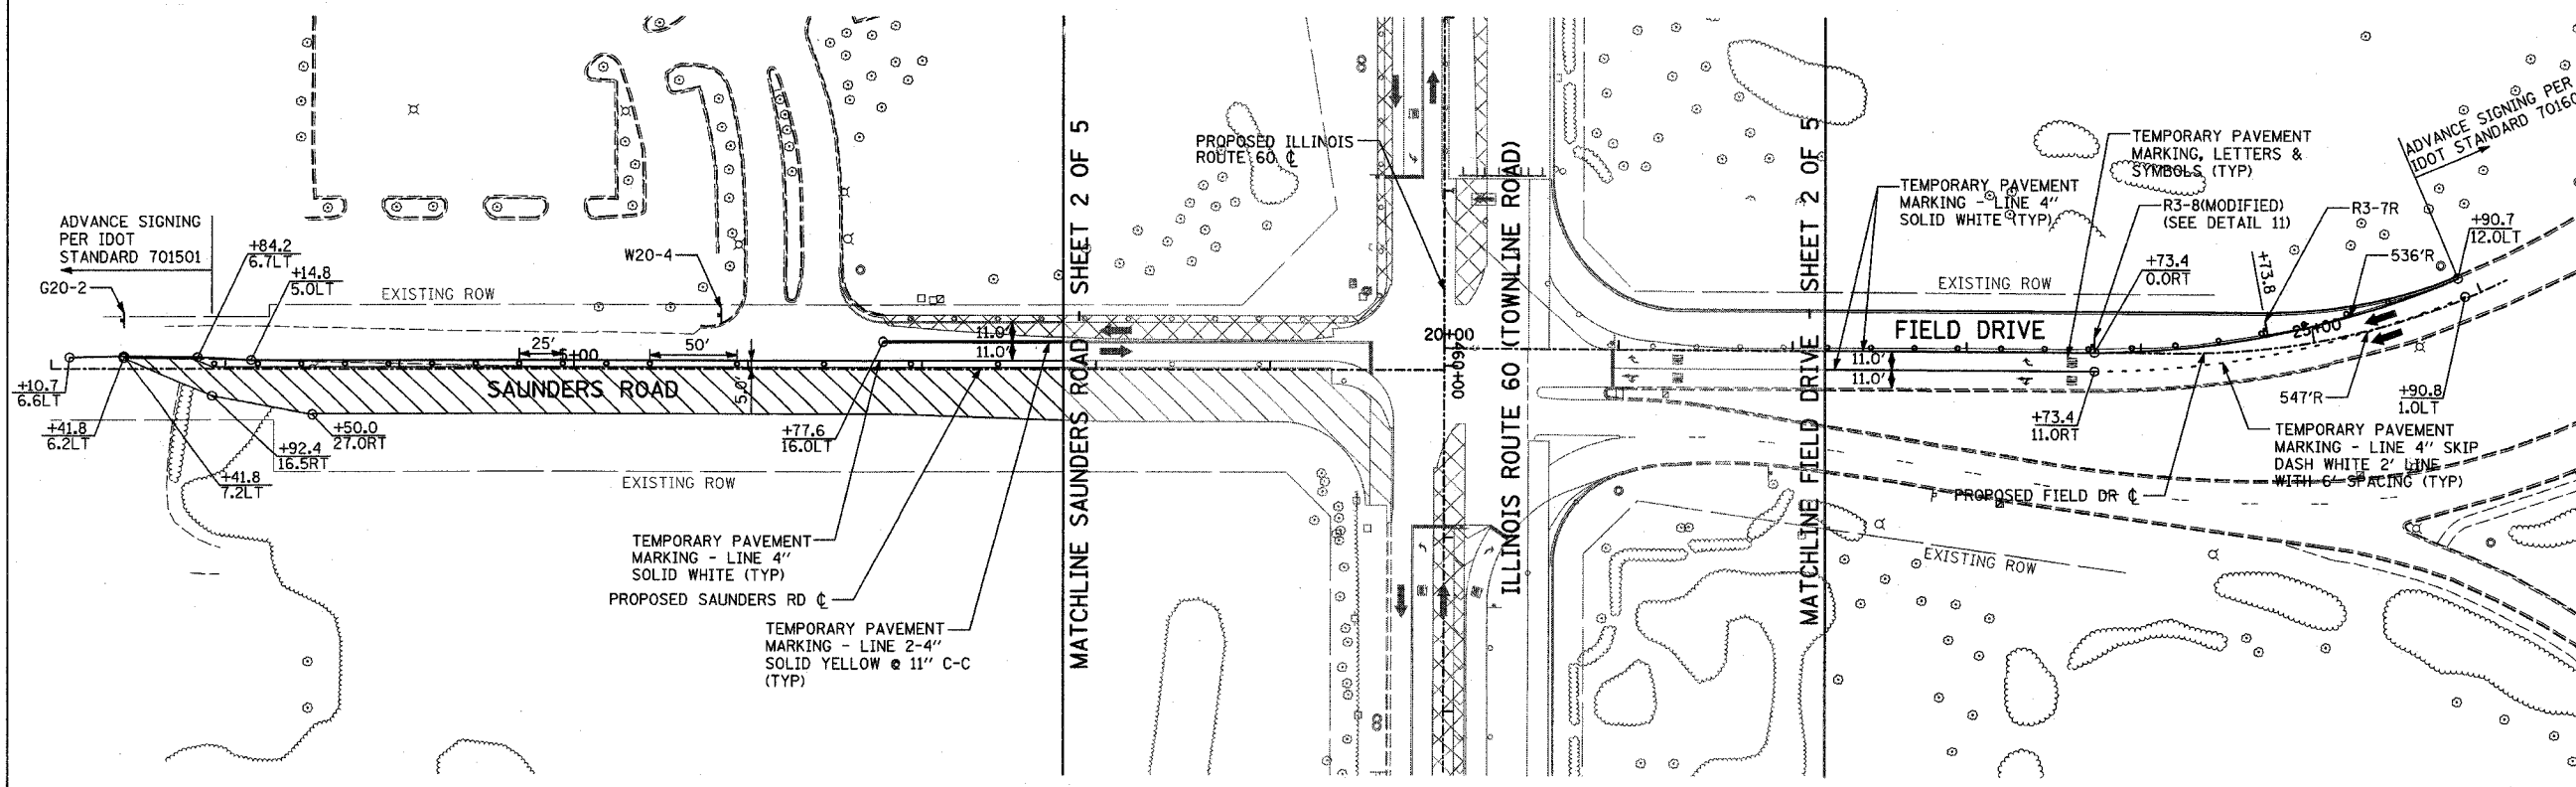 ADVANCE SIGNING
PER IDOT
STANDARD 701501
G20-2
+84.2
6.7LT
+14.8
5.0LT
EXISTING ROW
W20-4
25'
5+00
50'
11.0'
11.0'
5.0'
SAUNDERS ROAD
+10.7
6.6LT
+41.8
6.2LT
+41.8
7.2LT
+92.4
16.5RT
+50.0
27.0RT
EXISTING ROW
+77.6
16.0LT
TEMPORARY PAVEMENT
MARKING - LINE 4"
SOLID WHITE (TYP)
PROPOSED SAUNDERS RD ℄
TEMPORARY PAVEMENT
MARKING - LINE 2-4"
SOLID YELLOW @ 11" C-C
(TYP)
MATCHLINE SAUNDERS ROAD - SHEET 2 OF 5
PROPOSED ILLINOIS
ROUTE 60 ℄
20+00
460+00
ILLINOIS ROUTE 60 (TOWNLINE ROAD)
MATCHLINE FIELD DRIVE - SHEET 2 OF 5
TEMPORARY PAVEMENT
MARKING - LINE 4"
SOLID WHITE (TYP)
TEMPORARY PAVEMENT
MARKING, LETTERS &
SYMBOLS (TYP)
R3-8(MODIFIED)
(SEE DETAIL 11)
R3-7R
ADVANCE SIGNING PER
IDOT STANDARD
+90.7
12.0LT
536'R
+73.4
0.0RT
+73.8
EXISTING ROW
FIELD DRIVE
25+00
11.0'
11.0'
547'R
+90.8
1.0LT
+73.4
11.0RT
TEMPORARY PAVEMENT
MARKING - LINE 4" SKIP
DASH WHITE 2' LINE
WITH 6' SPACING (TYP)
PROPOSED FIELD DR ℄
EXISTING ROW